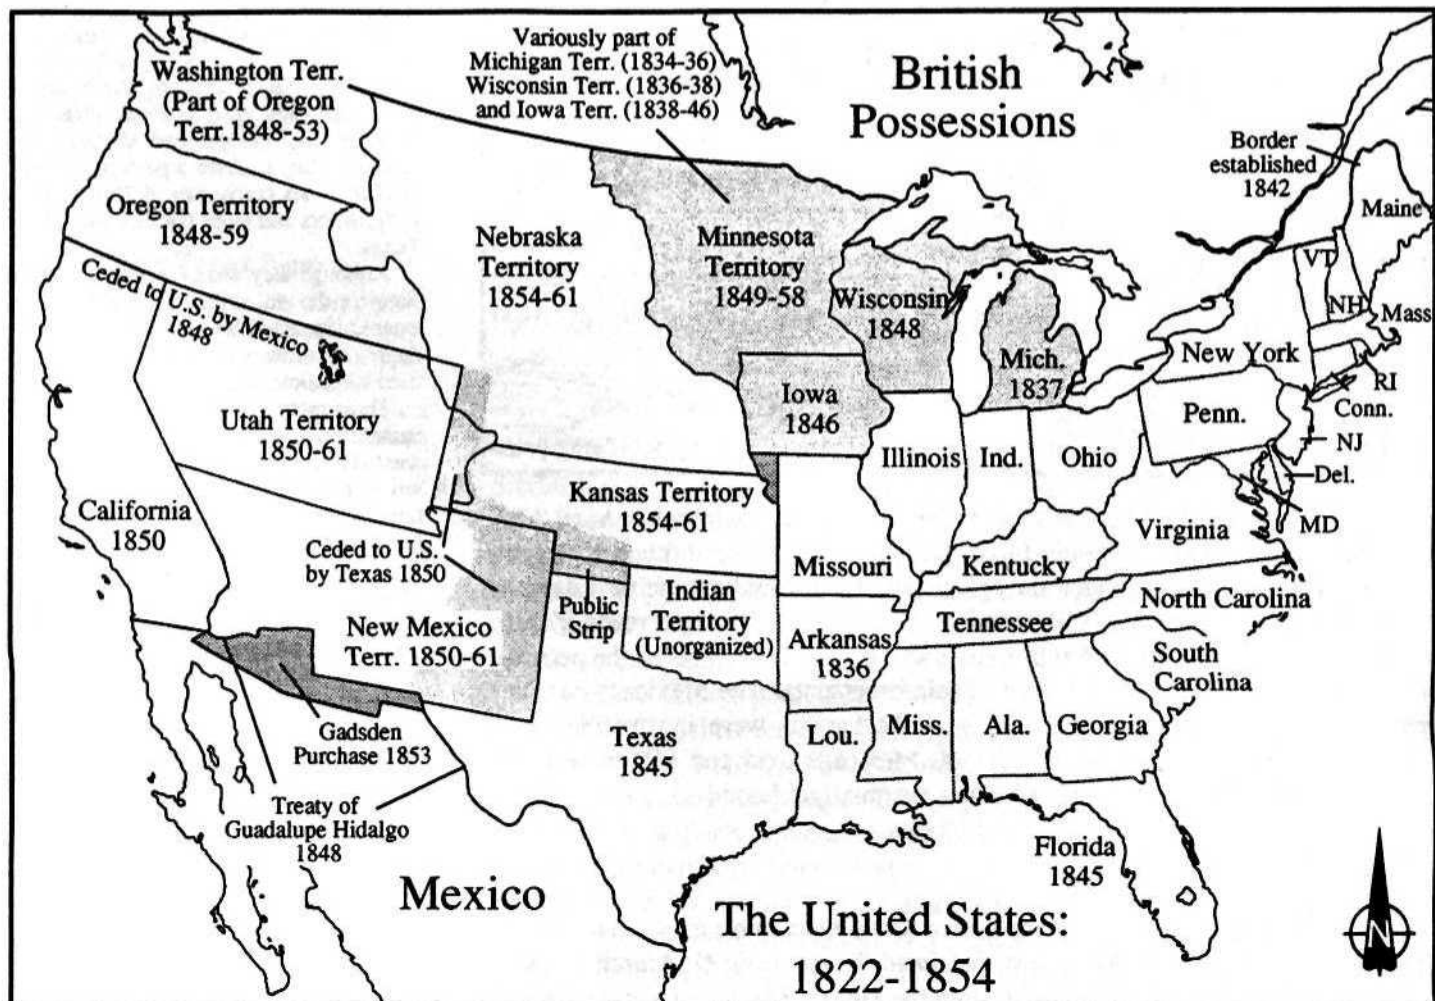 Variously part of
Michigan Terr. (1834-36)
Wisconsin Terr. (1836-38)
and Iowa Terr. (1838-46)
British
Possessions
Washington Terr.
(Part of Oregon
Terr.1848-53)
Border
established
1842
Maine
Oregon Territory
1848-59
Nebraska
Territory
1854-61
Minnesota
Territory
1849-58
Wisconsin
1848
VT
NH
Mass
Ceded to U.S. by Mexico
1848
Mich.
1837
New York
RI
Conn.
Iowa
1846
Penn.
NJ
Utah Territory
1850-61
Illinois
Ind.
Ohio
Del.
MD
Kansas Territory
1854-61
California
1850
Virginia
Ceded to U.S.
by Texas 1850
Missouri
Kentucky
Public
Strip
Indian
Territory
(Unorganized)
North Carolina
Tennessee
New Mexico
Terr. 1850-61
Arkansas
1836
South
Carolina
Gadsden
Purchase 1853
Texas
1845
Lou.
Miss.
Ala.
Georgia
Treaty of
Guadalupe Hidalgo
1848
Florida
1845
Mexico
The United States:
1822-1854
N